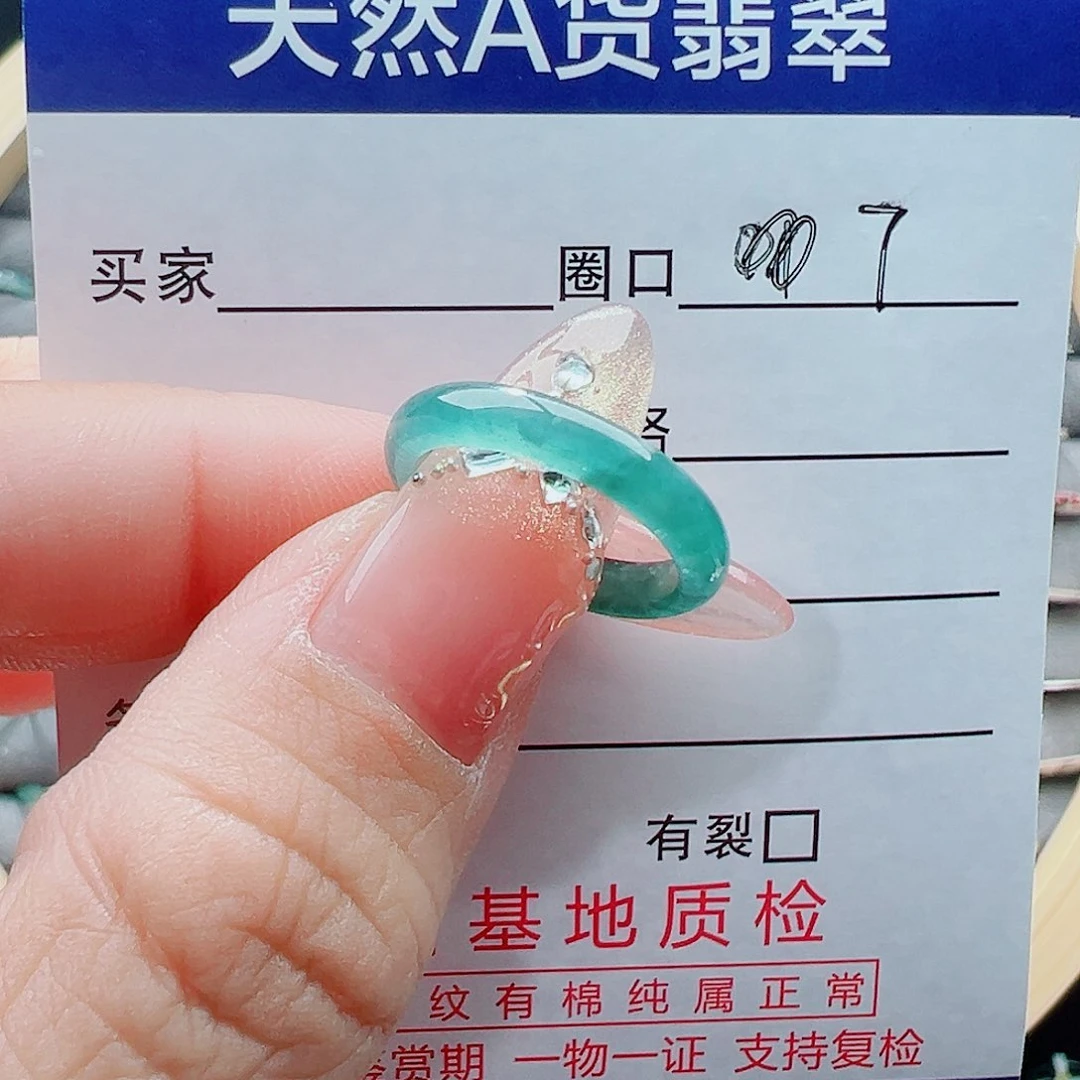 天然A货翡翠
买家 圈口 7
有裂
基地质检
纹有棉纯属正常
赏期 一物一证 支持复检